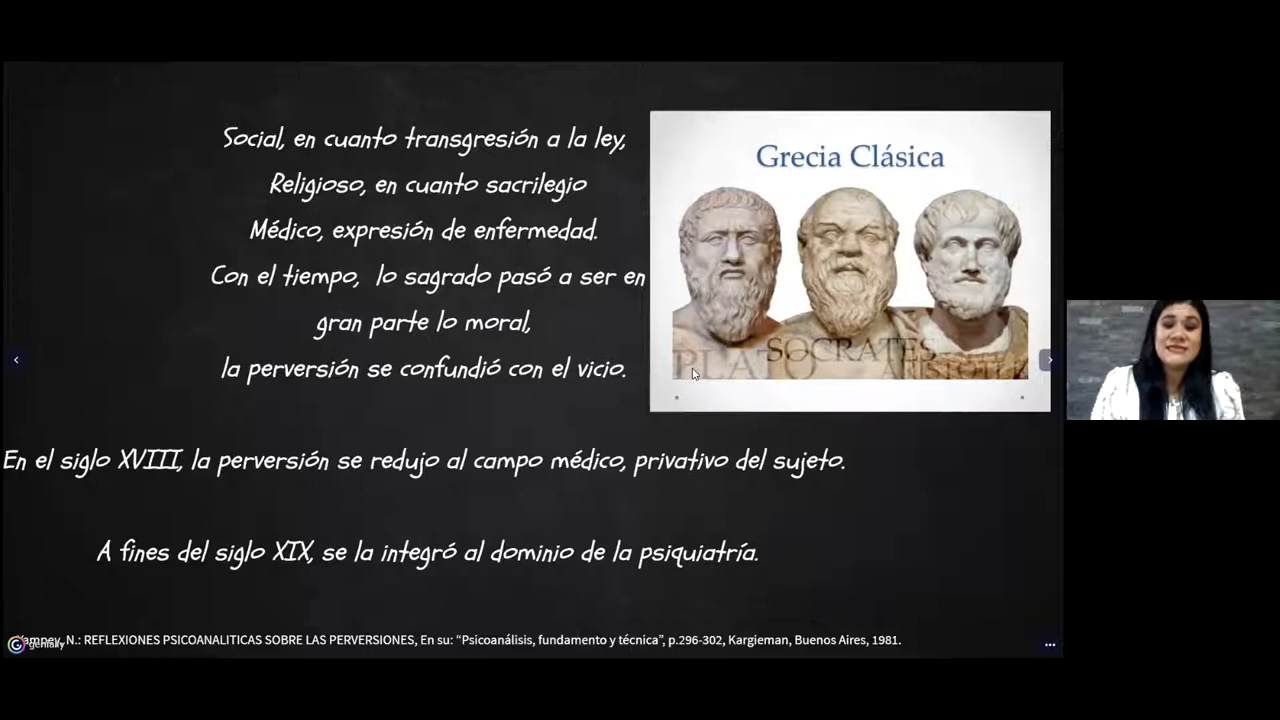 Social, en cuanto transgresión a la ley,
Religioso, en cuanto sacrilegio
Médico, expresión de enfermedad.
Con el tiempo, lo sagrado pasó a ser en
gran parte lo moral,
la perversión se confundió con el vicio.
Grecia Clásica
PLATO SOCRATES
En el siglo XVIII, la perversión se redujo al campo médico, privativo del sujeto.
A fines del siglo XIX, se la integró al dominio de la psiquiatría.
N.: REFLEXIONES PSICOANALITICAS SOBRE LAS PERVERSIONES, En su: “Psicoanálisis, fundamento y técnica”, p.296-302, Kargieman, Buenos Aires, 1981.
genially